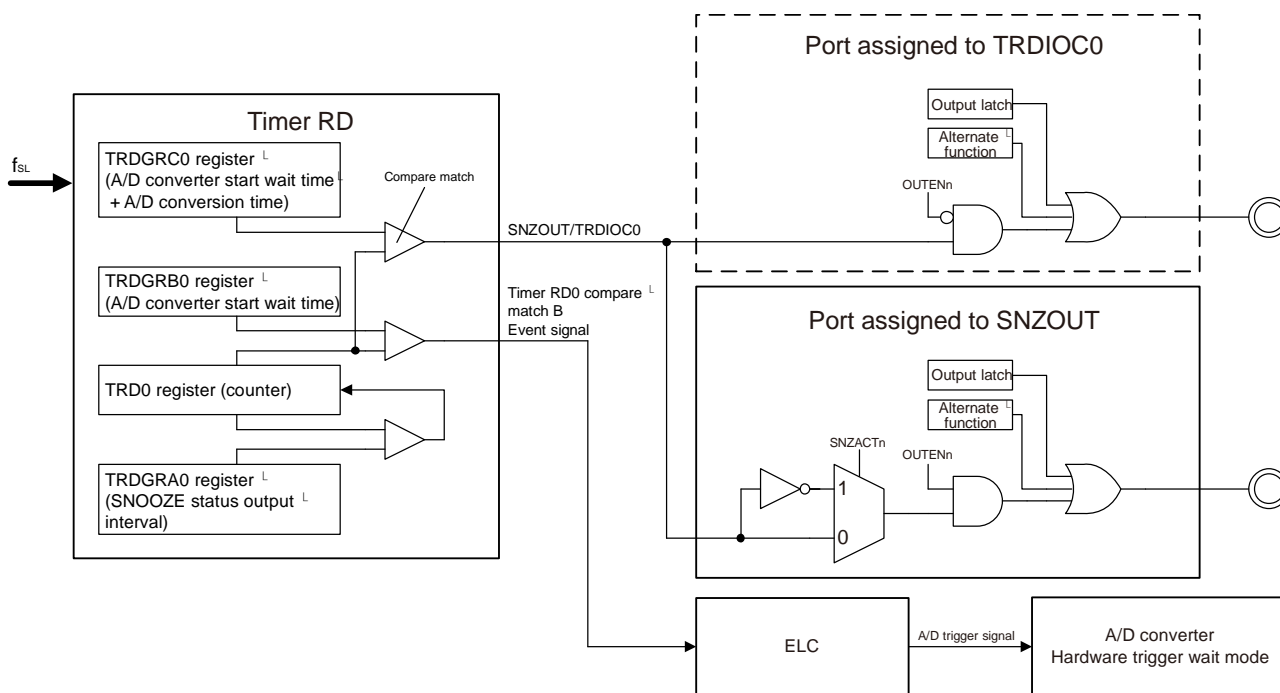 Port assigned to TRDIOC0
Output latch
Alternate
function
OUTENn
Timer RD
fSL
TRDGRC0 register
(A/D converter start wait time
+ A/D conversion time)
Compare match
SNZOUT/TRDIOC0
TRDGRB0 register
(A/D converter start wait time)
Timer RD0 compare
match B
Event signal
TRD0 register (counter)
TRDGRA0 register
(SNOOZE status output
interval)
Port assigned to SNZOUT
Output latch
Alternate
function
SNZACTn
OUTENn
1
0
ELC
A/D trigger signal
A/D converter
Hardware trigger wait mode